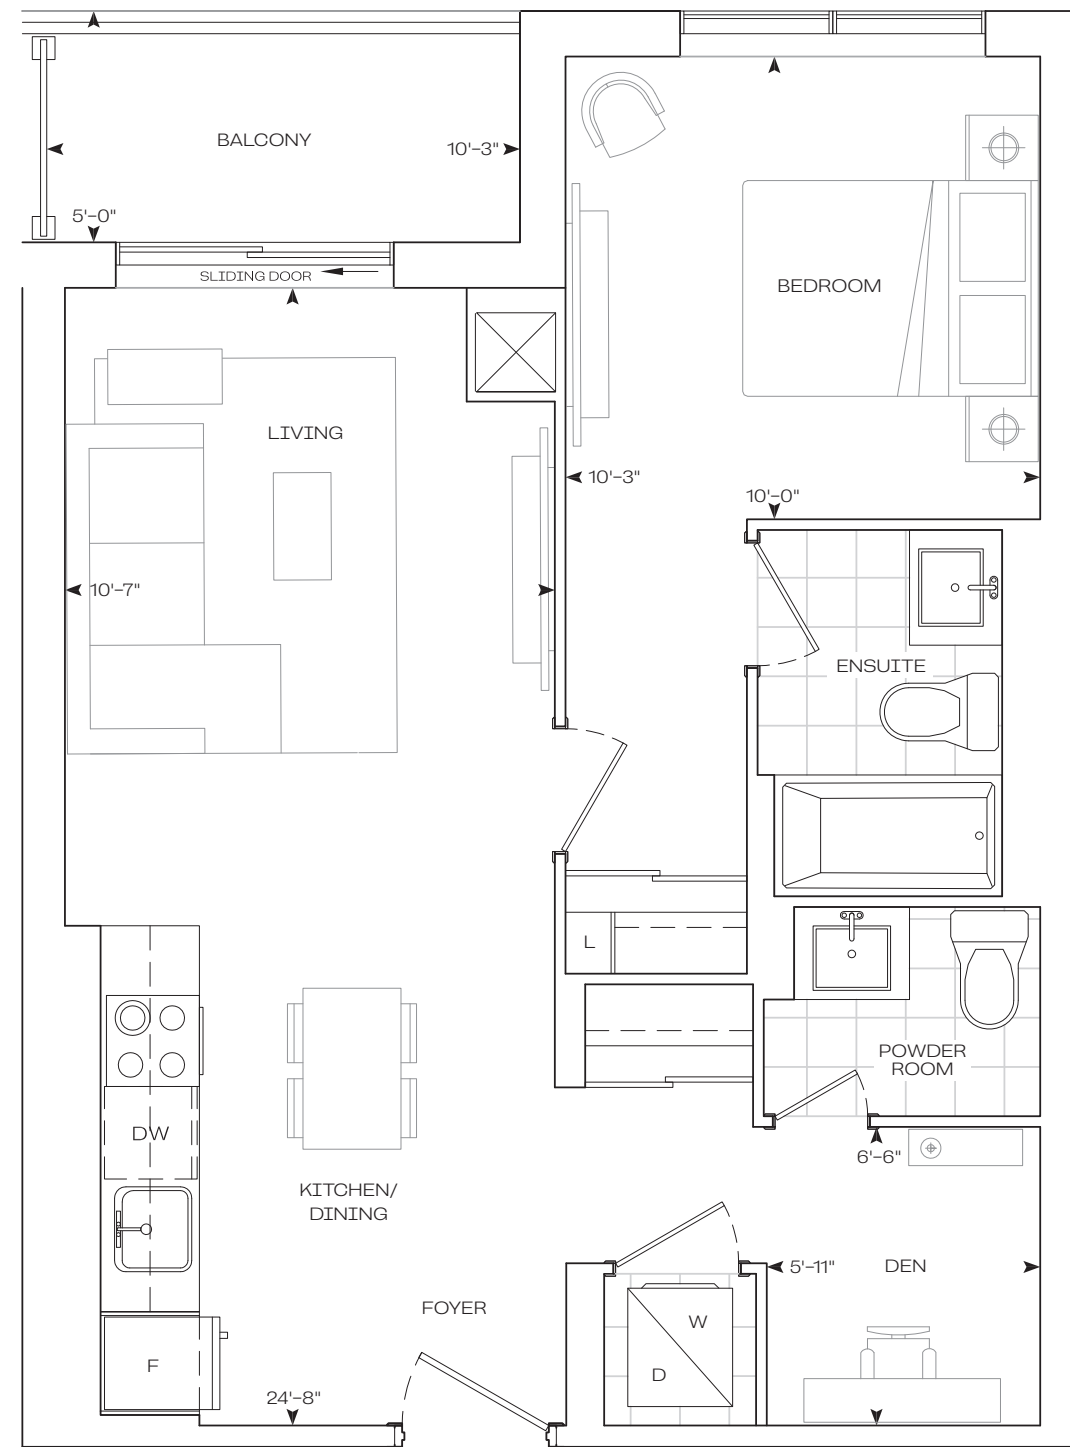 BALCONY
10'-3"
5'-0"
SLIDING DOOR
BEDROOM
LIVING
10'-3"
10'-0"
10'-7"
ENSUITE
L
POWDER
ROOM
DW
6'-6"
KITCHEN/
DINING
5'-11"
DEN
FOYER
W
F
D
24'-8"